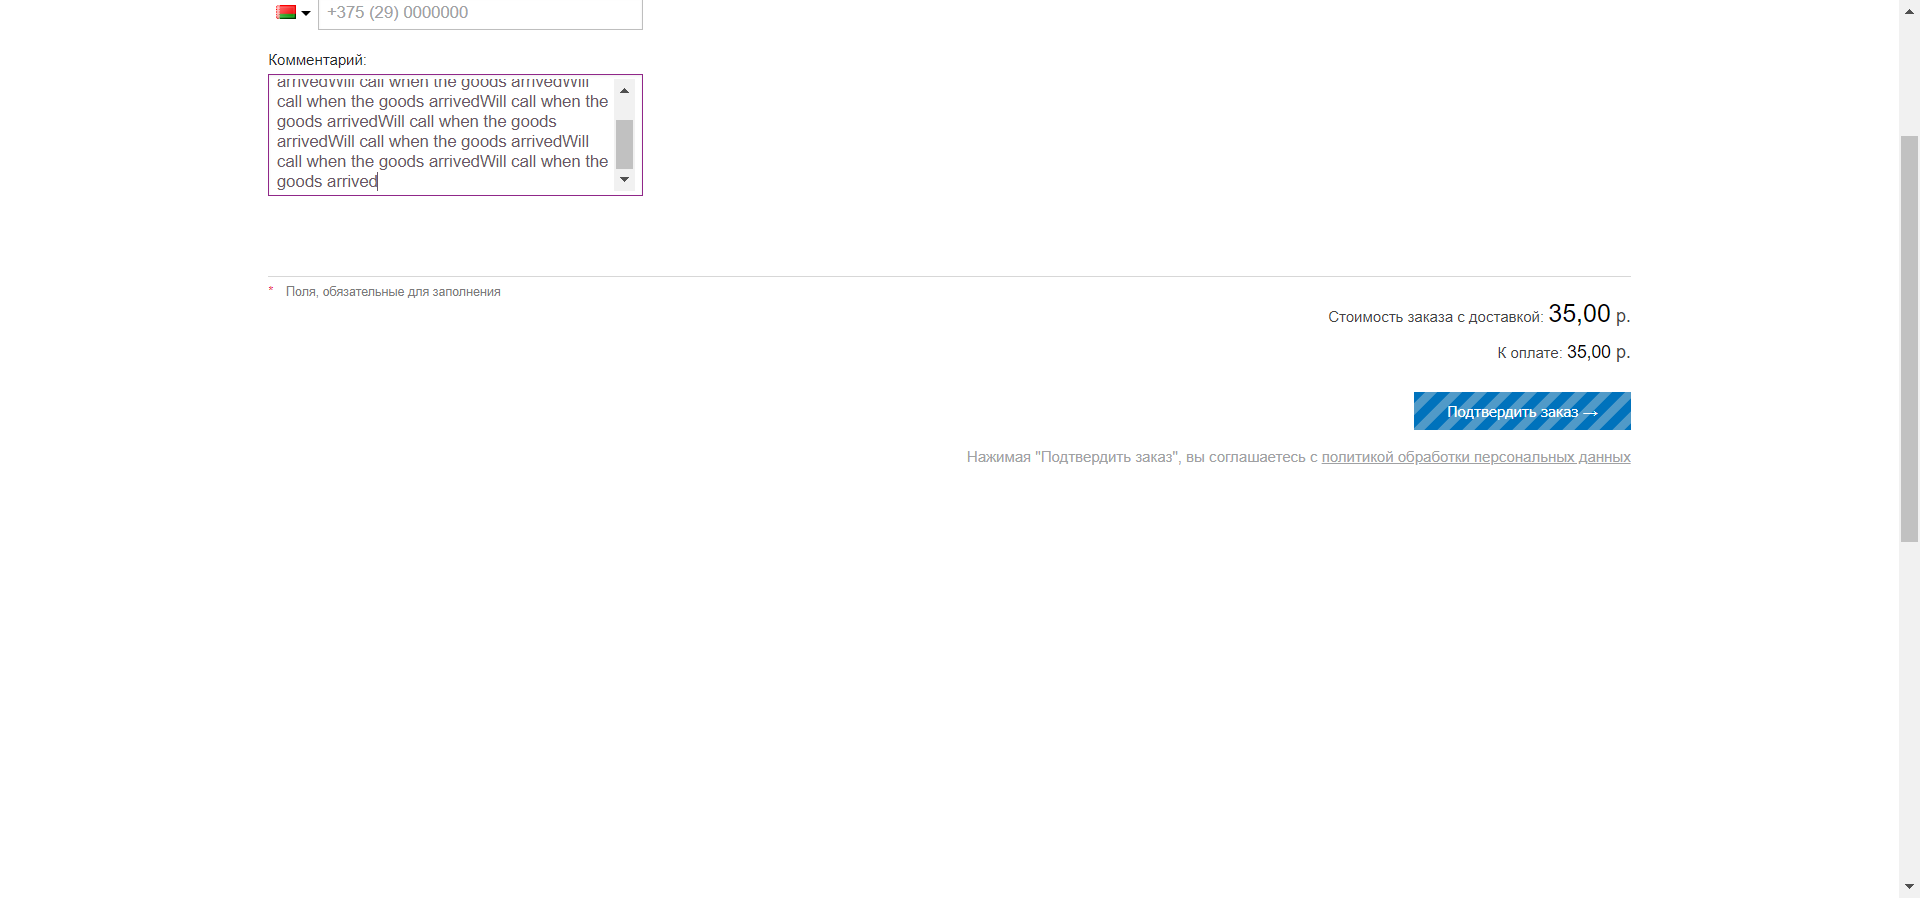 +375 (29) 0000000
Комментарий:
arrivedWill call when the goods arrivedWill
call when the goods arrivedWill call when the
goods arrivedWill call when the goods
arrivedWill call when the goods arrivedWill
call when the goods arrivedWill call when the
goods arrived
* Поля, обязательные для заполнения
Стоимость заказа с доставкой: 35,00 р.
К оплате: 35,00 р.
Подтвердить заказ →
Нажимая "Подтвердить заказ", вы соглашаетесь с политикой обработки персональных данных